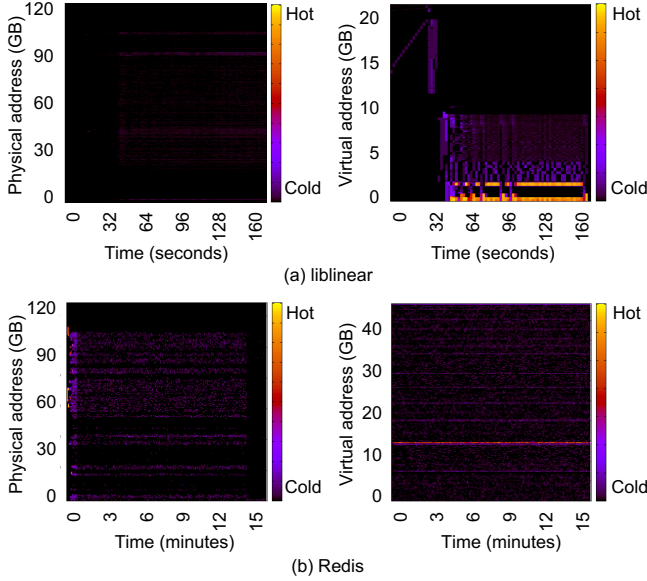 Physical address (GB)
120
90
60
30
0
0
32
64
96
128
160
Time (seconds)
Hot
Cold
Virtual address (GB)
20
15
10
5
0
0
32
64
96
128
160
Time (seconds)
Hot
Cold
(a) liblinear
Physical address (GB)
120
90
60
30
0
0
3
6
9
12
15
Time (minutes)
Hot
Cold
Virtual address (GB)
40
30
20
10
0
0
3
6
9
12
15
Time (minutes)
Hot
Cold
(b) Redis